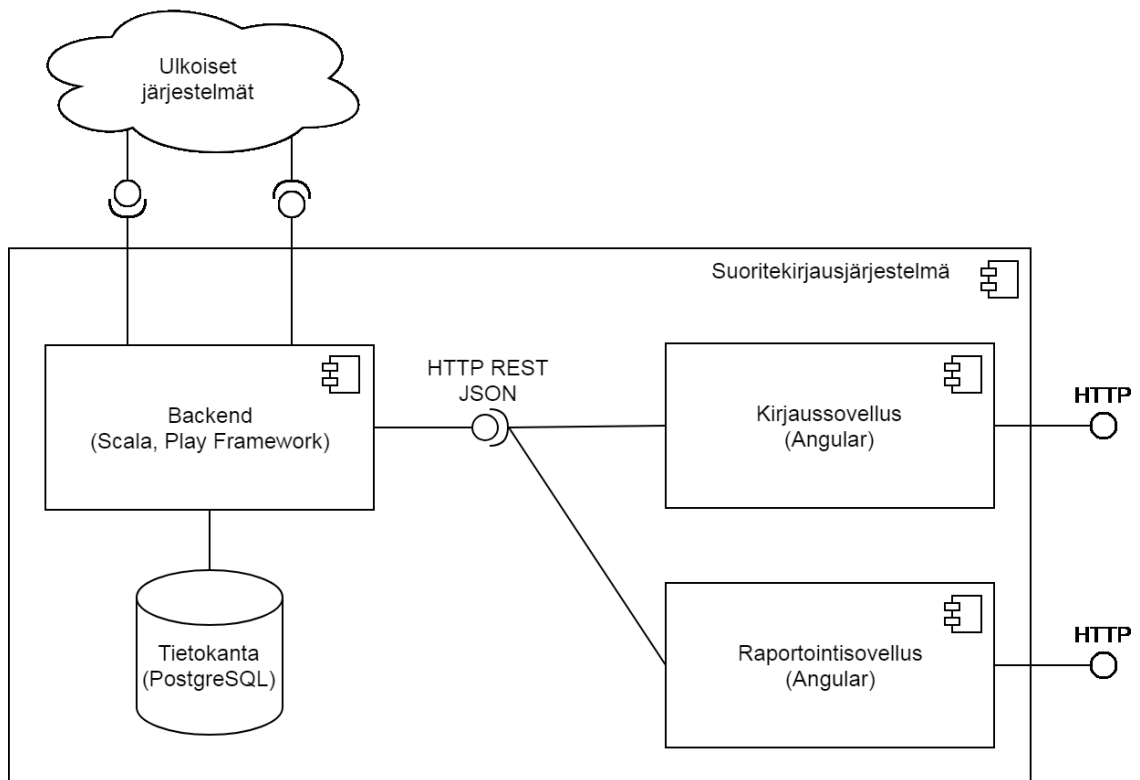 Ulkoiset
järjestelmät
Suoritekirjausjärjestelmä
HTTP REST
JSON
Backend
(Scala, Play Framework)
Kirjaussovellus
(Angular)
HTTP
Tietokanta
(PostgreSQL)
Raportointisovellus
(Angular)
HTTP